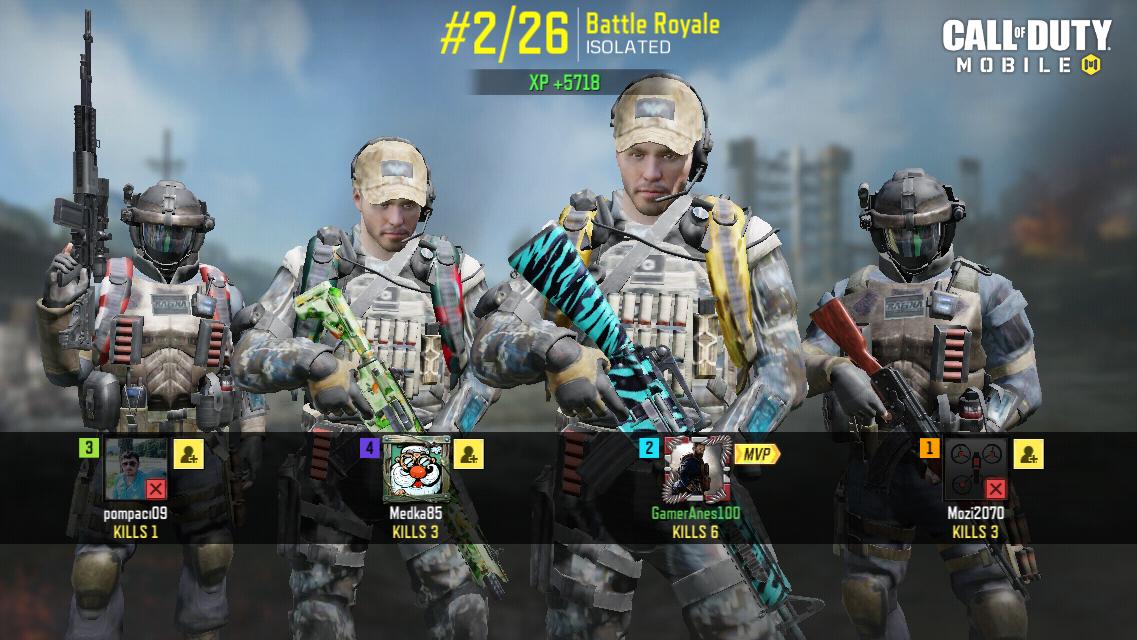 #2/26
Battle Royale
ISOLATED
XP +5718
CALL OF DUTY
MOBILE
3
pompacı09
KILLS 1
4
Medka85
KILLS 3
2
MVP
GamerAnes100
KILLS 6
1
Mozi2070
KILLS 3